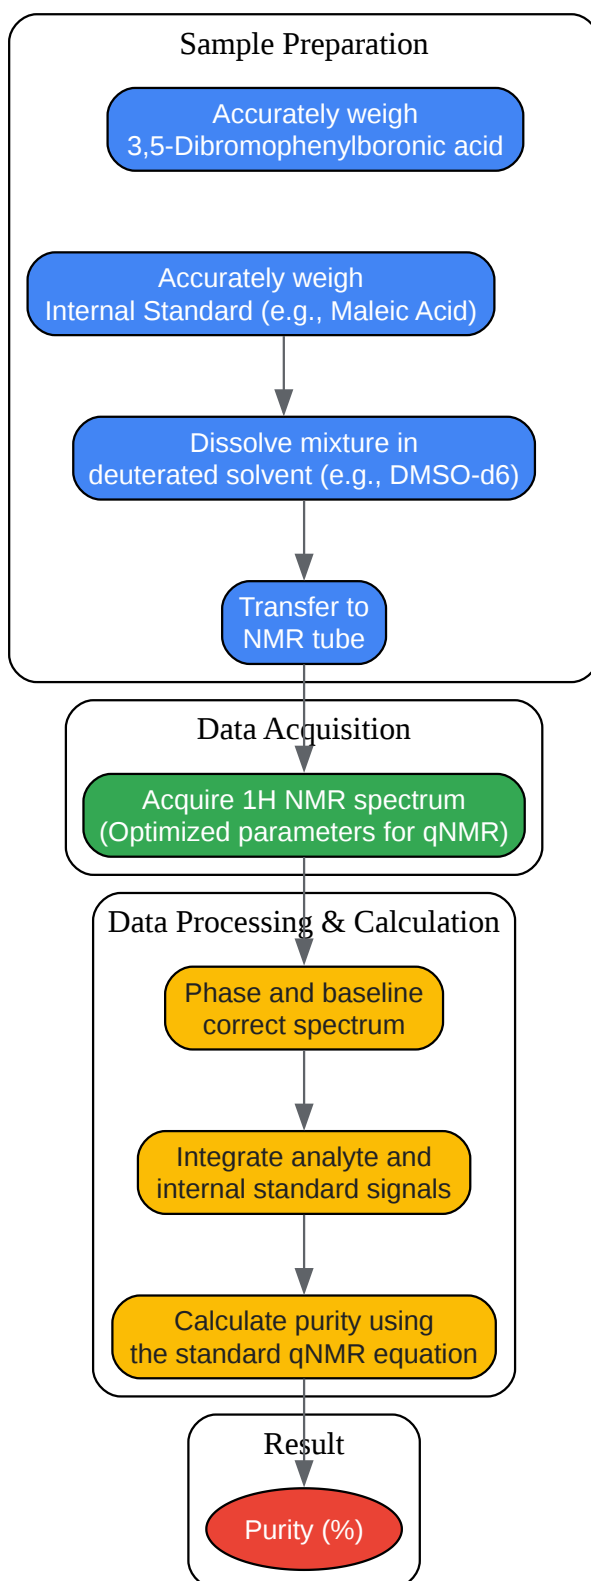 Sample Preparation
Accurately weigh
3,5-Dibromophenylboronic acid
Accurately weigh
Internal Standard (e.g., Maleic Acid)
Dissolve mixture in
deuterated solvent (e.g., DMSO-d6)
Transfer to
NMR tube
Data Acquisition
Acquire 1H NMR spectrum
(Optimized parameters for qNMR)
Data Processing & Calculation
Phase and baseline
correct spectrum
Integrate analyte and
internal standard signals
Calculate purity using
the standard qNMR equation
Result
Purity (%)